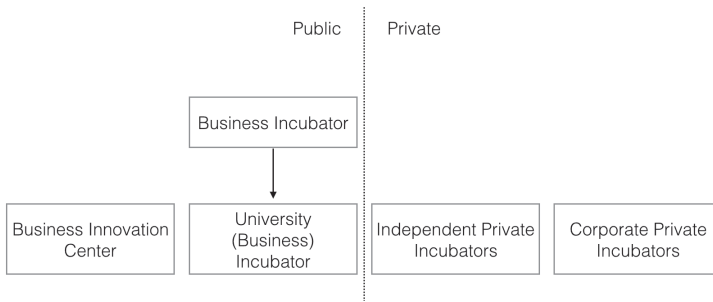 Public
Private
Business Incubator
Business Innovation
Center
University
(Business)
Incubator
Independent Private
Incubators
Corporate Private
Incubators